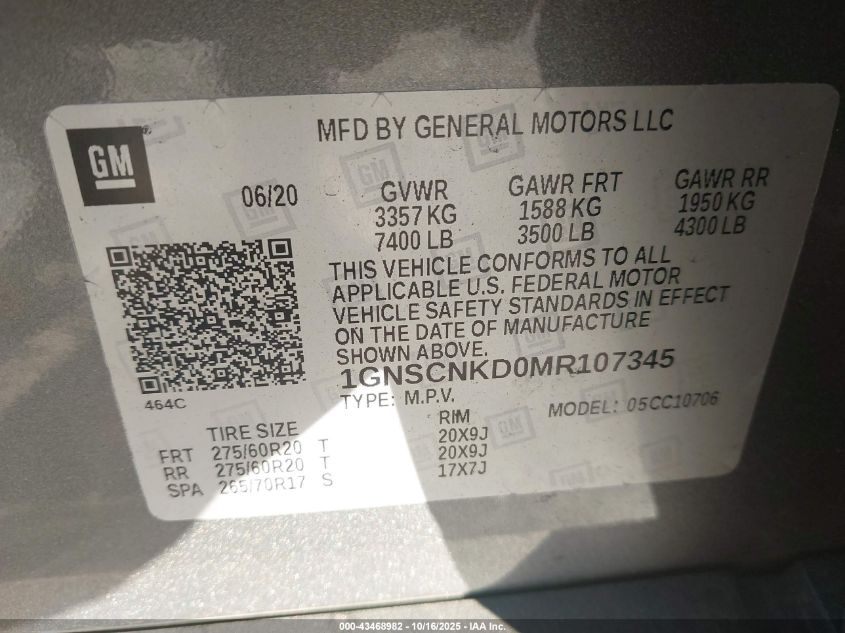 GM
MFD BY GENERAL MOTORS LLC
06/20
GVWR
3357 KG
7400 LB
GAWR FRT
1588 KG
3500 LB
GAWR RR
1950 KG
4300 LB
THIS VEHICLE CONFORMS TO ALL
APPLICABLE U.S. FEDERAL MOTOR
VEHICLE SAFETY STANDARDS IN EFFECT
ON THE DATE OF MANUFACTURE
SHOWN ABOVE.
1GNSCNKD0MR107345
464C
TYPE: M.P.V.
MODEL: 05CC10706
TIRE SIZE RIM
FRT 275/60R20 T 20X9J
RR 275/60R20 T 20X9J
SPA 265/70R17 S 17X7J
000-43468982 - 10/16/2025 - IAA Inc.